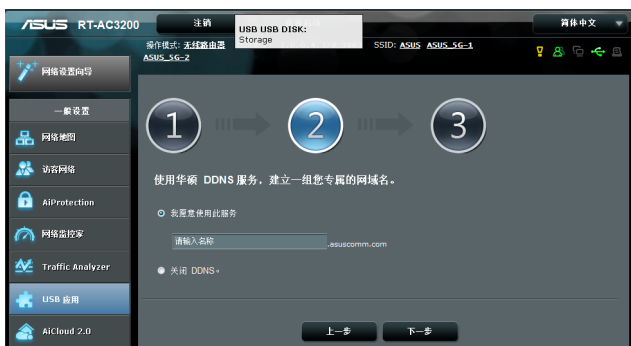 ASUS RT-AC3200
注销
USB USB DISK:
Storage
简体中文
操作模式: 无线路由器
SSID: ASUS ASUS_5G-1
ASUS_5G-2
网络设置向导
一般设置
网络地图
访客网络
AiProtection
网络监控家
Traffic Analyzer
USB 应用
AiCloud 2.0
1
2
3
使用华硕 DDNS 服务，建立一组您专属的网域名。
我愿意使用此服务
请输入名称
.asuscomm.com
关闭 DDNS。
上一步
下一步